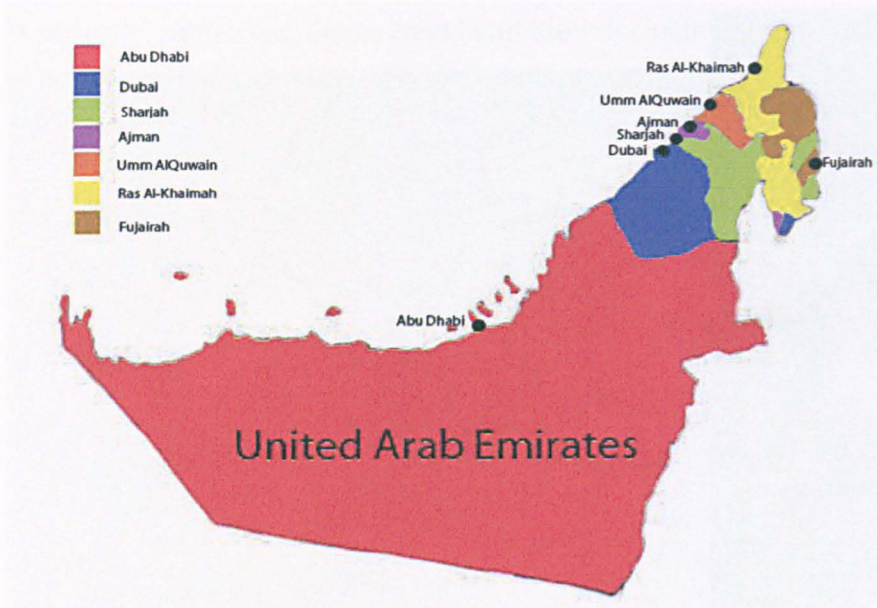 Abu Dhabi
Dubai
Sharjah
Ajman
Umm AlQuwain
Ras Al-Khaimah
Fujairah
Ras Al-Khaimah
Umm AlQuwain
Ajman
Sharjah
Dubai
Fujairah
Abu Dhabi
United Arab Emirates